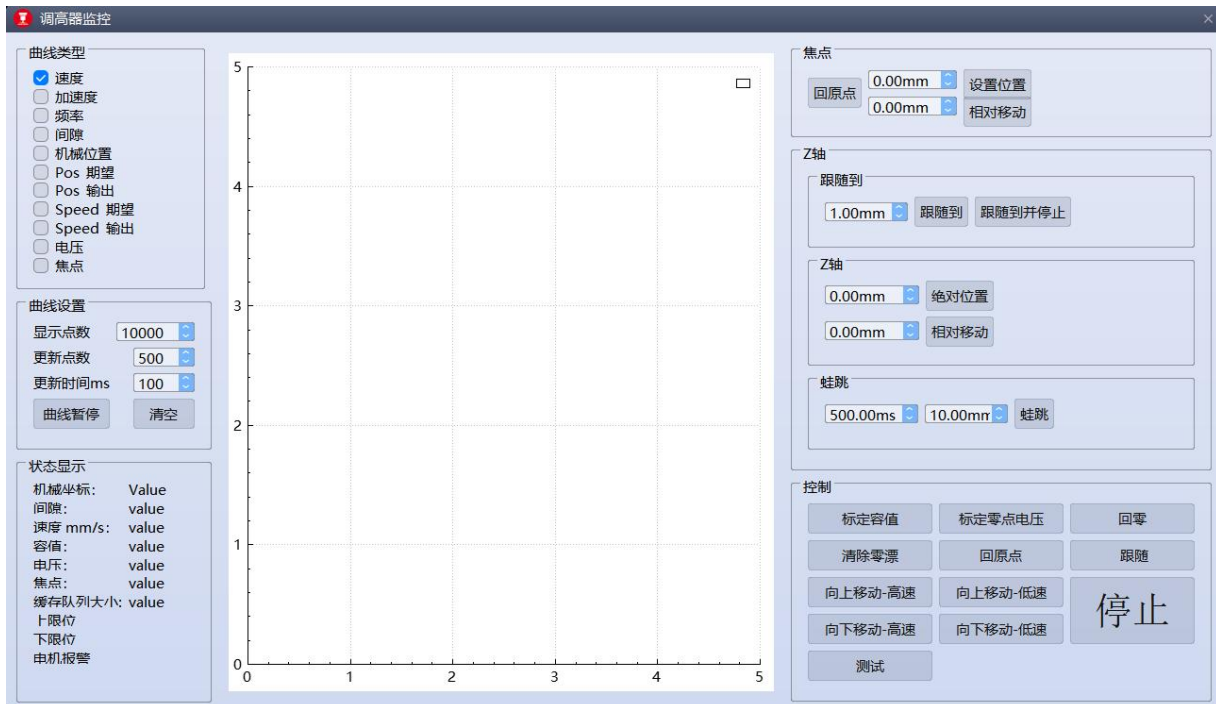 调高器监控
曲线类型
速度
加速度
频率
间隙
机械位置
Pos 期望
Pos 输出
Speed 期望
Speed 输出
电压
焦点
曲线设置
显示点数 10000
更新点数 500
更新时间ms 100
曲线暂停 清空
状态显示
机械坐标: Value
间隙: value
速度 mm/s: value
容值: value
电压: value
焦点: value
缓存队列大小: value
上限位
下限位
电机报警
5
4
3
2
1
0
0 1 2 3 4 5
焦点
回原点 0.00mm 设置位置
0.00mm 相对移动
Z轴
跟随到
1.00mm 跟随到 跟随到并停止
Z轴
0.00mm 绝对位置
0.00mm 相对移动
蛙跳
500.00ms 10.00mm 蛙跳
控制
标定容值 标定零点电压 回零
清除零漂 回原点 跟随
向上移动-高速 向上移动-低速 停止
向下移动-高速 向下移动-低速
测试